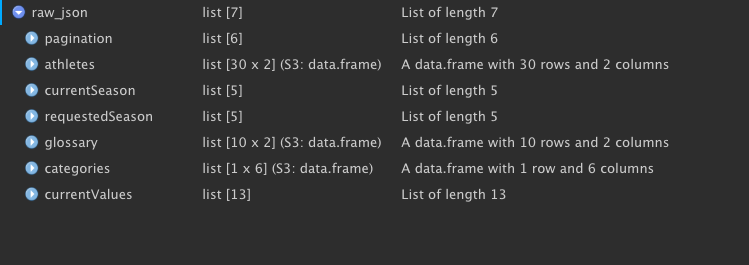 raw_json list [7] List of length 7
pagination list [6] List of length 6
athletes list [30 x 2] (S3: data.frame) A data.frame with 30 rows and 2 columns
currentSeason list [5] List of length 5
requestedSeason list [5] List of length 5
glossary list [10 x 2] (S3: data.frame) A data.frame with 10 rows and 2 columns
categories list [1 x 6] (S3: data.frame) A data.frame with 1 row and 6 columns
currentValues list [13] List of length 13